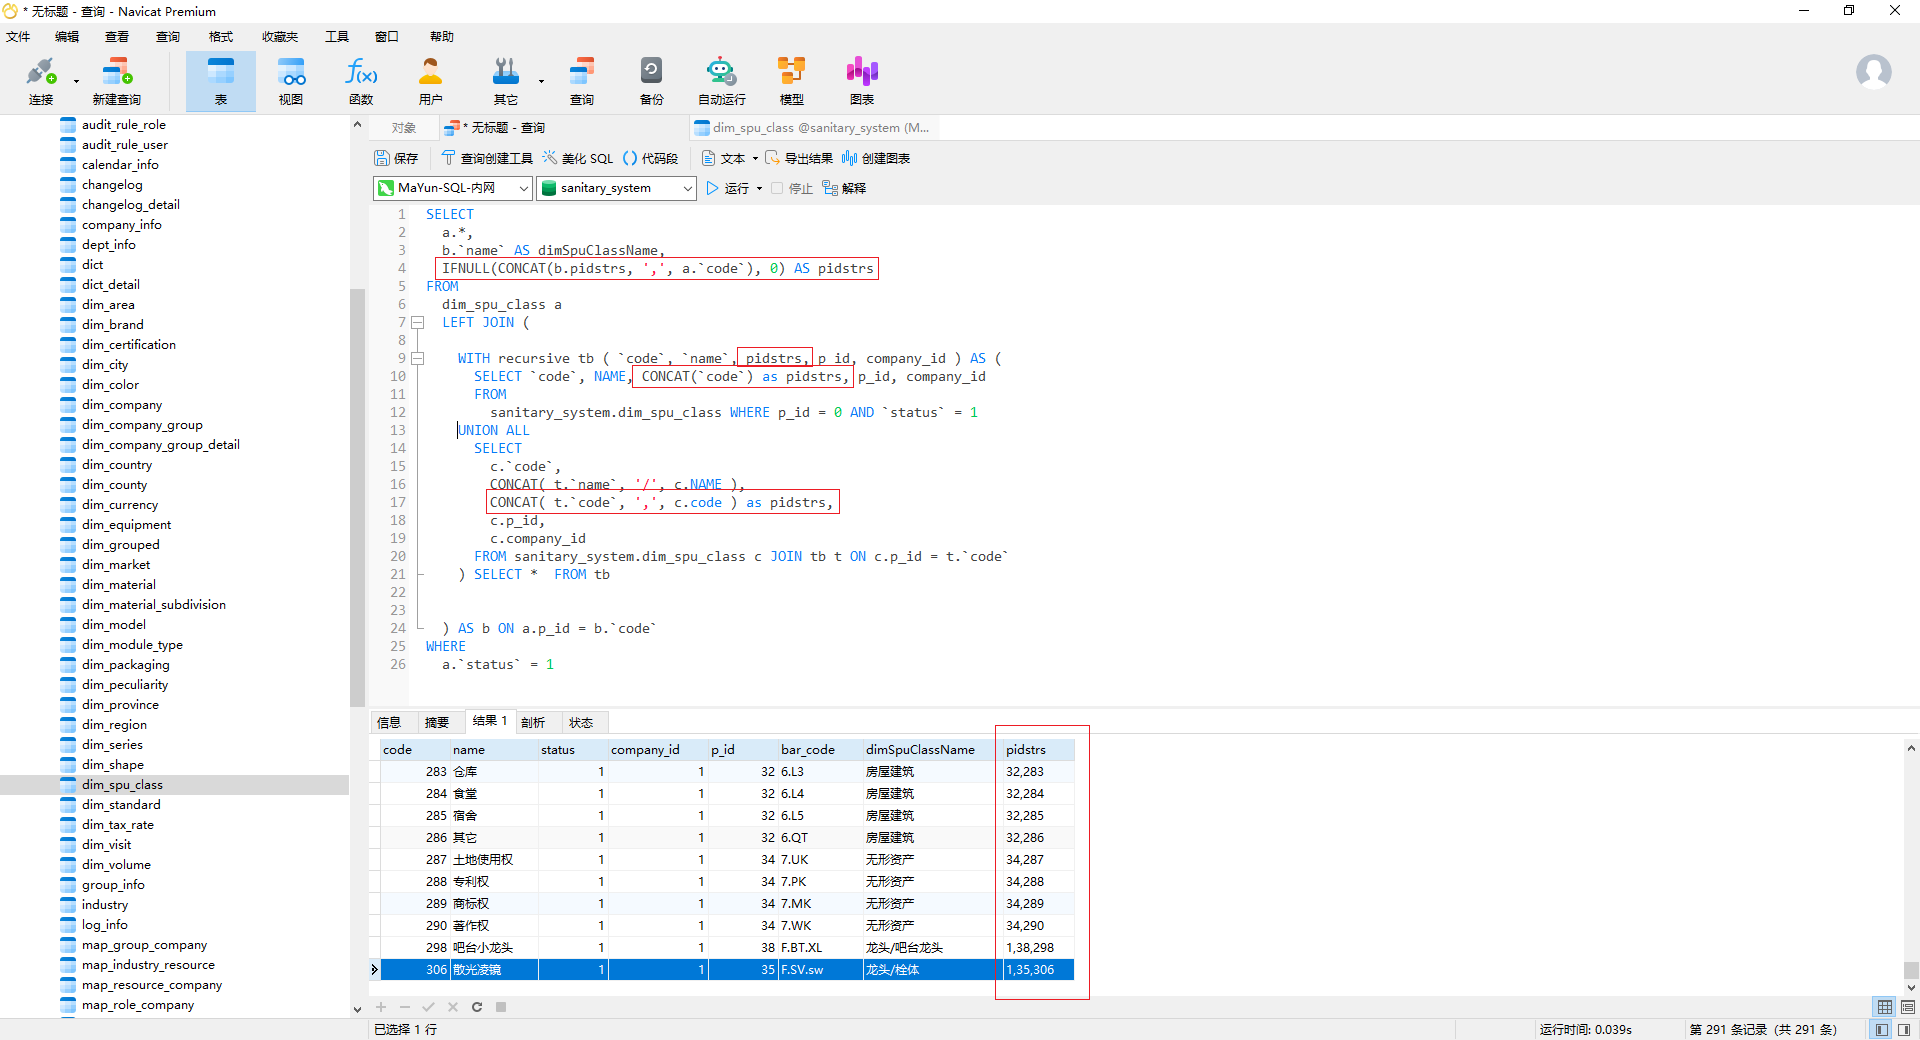 * 无标题 - 查询 - Navicat Premium
文件 编辑 查看 查询 格式 收藏夹 工具 窗口 帮助
连接 新建查询 表 视图 函数 用户 其它 查询 备份 自动运行 模型 图表
audit_rule_role
audit_rule_user
calendar_info
changelog
changelog_detail
company_info
dept_info
dict
dict_detail
dim_area
dim_brand
dim_certification
dim_city
dim_color
dim_company
dim_company_group
dim_company_group_detail
dim_country
dim_county
dim_currency
dim_equipment
dim_grouped
dim_market
dim_material
dim_material_subdivision
dim_model
dim_module_type
dim_packaging
dim_peculiarity
dim_province
dim_region
dim_series
dim_shape
dim_spu_class
dim_standard
dim_tax_rate
dim_visit
dim_volume
group_info
industry
log_info
map_group_company
map_industry_resource
map_resource_company
map_role_company
对象 * 无标题 - 查询 dim_spu_class @sanitary_system (M...
保存 查询创建工具 美化 SQL () 代码段 文本 导出结果 创建图表
MaYun-SQL-内网 sanitary_system 运行 停止 解释
1 SELECT
2 a.*,
3 b.`name` AS dimSpuClassName,
4 IFNULL(CONCAT(b.pidstrs, ',', a.`code`), 0) AS pidstrs
5 FROM
6 dim_spu_class a
7 LEFT JOIN (
8
9 WITH recursive tb ( `code`, `name`, pidstrs, p_id, company_id ) AS (
10 SELECT `code`, NAME, CONCAT(`code`) as pidstrs, p_id, company_id
11 FROM
12 sanitary_system.dim_spu_class WHERE p_id = 0 AND `status` = 1
13 UNION ALL
14 SELECT
15 c.`code`,
16 CONCAT( t.`name`, '/', c.NAME ),
17 CONCAT( t.`code`, ',', c.code ) as pidstrs,
18 c.p_id,
19 c.company_id
20 FROM sanitary_system.dim_spu_class c JOIN tb t ON c.p_id = t.`code`
21 ) SELECT * FROM tb
22
23
24 ) AS b ON a.p_id = b.`code`
25 WHERE
26 a.`status` = 1
信息 摘要 结果 1 剖析 状态
code name status company_id p_id bar_code dimSpuClassName pidstrs
283 仓库 1 1 32 6.L3 房屋建筑 32,283
284 食堂 1 1 32 6.L4 房屋建筑 32,284
285 宿舍 1 1 32 6.L5 房屋建筑 32,285
286 其它 1 1 32 6.QT 房屋建筑 32,286
287 土地使用权 1 1 34 7.UK 无形资产 34,287
288 专利权 1 1 34 7.PK 无形资产 34,288
289 商标权 1 1 34 7.MK 无形资产 34,289
290 著作权 1 1 34 7.WK 无形资产 34,290
298 吧台小龙头 1 1 38 F.BT.XL 龙头/吧台龙头 1,38,298
306 散光凌镜 1 1 35 F.SV.sw 龙头/栓体 1,35,306
已选择 1 行 运行时间: 0.039s 第 291 条记录 (共 291 条)